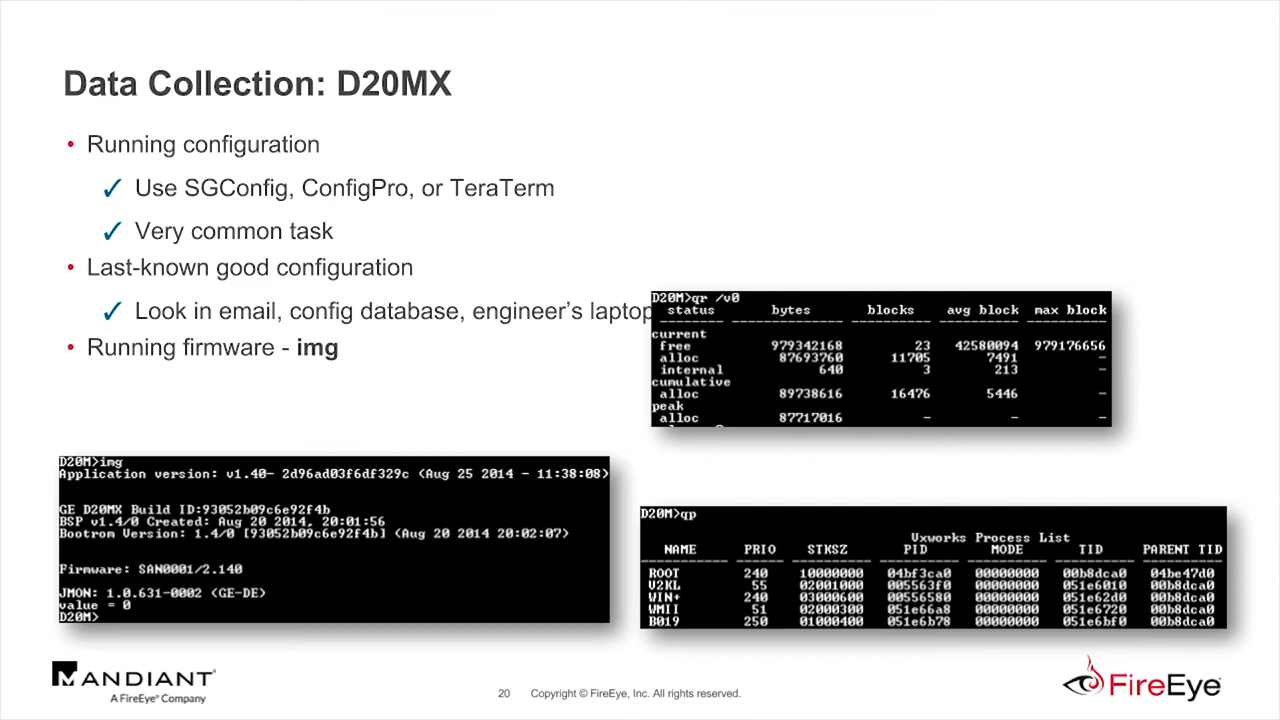 Data Collection: D20MX
• Running configuration
✓ Use SGConfig, ConfigPro, or TeraTerm
✓ Very common task
• Last-known good configuration
✓ Look in email, config database, engineer's laptop
• Running firmware - img
D20M>qr /v0
status bytes blocks avg block max block
current
free 979342168 23 42580094 979176656
alloc 87693760 11705 7491 -
internal 640 3 213 -
cumulative
alloc 89738616 16476 5446 -
peak
alloc 87717016 - - -
D20M>img
Application version: v1.40- 2d96ad03f6df329c (Aug 25 2014 - 11:38:08)
GE D20MX Build ID:93052b09c6e92f4b
BSP v1.4/0 Created: Aug 20 2014, 20:01:56
Bootrom Version: 1.4/0 [93052b09c6e92f4b] (Aug 20 2014 20:02:07)
Firmware: SAN0001/2.140
JMON: 1.0.631-0002 (GE-DE)
value = 0
D20M>
D20M>qp
Vxworks Process List
NAME PRIO STKSZ PID MODE TID PARENT TID
ROOT 240 10000000 04bf3ca0 00000000 00b8dca0 04be47d0
V2KL 55 02001000 005563f0 00000000 051e6010 00b8dca0
WIN+ 240 03000600 00556580 00000000 051e62d0 00b8dca0
WMII 51 02000300 051e66a8 00000000 051e6720 00b8dca0
B019 250 01000400 051e6b78 00000000 051e6bf0 00b8dca0
MANDIANT
A FireEye® Company
20 Copyright © FireEye, Inc. All rights reserved.
FireEye